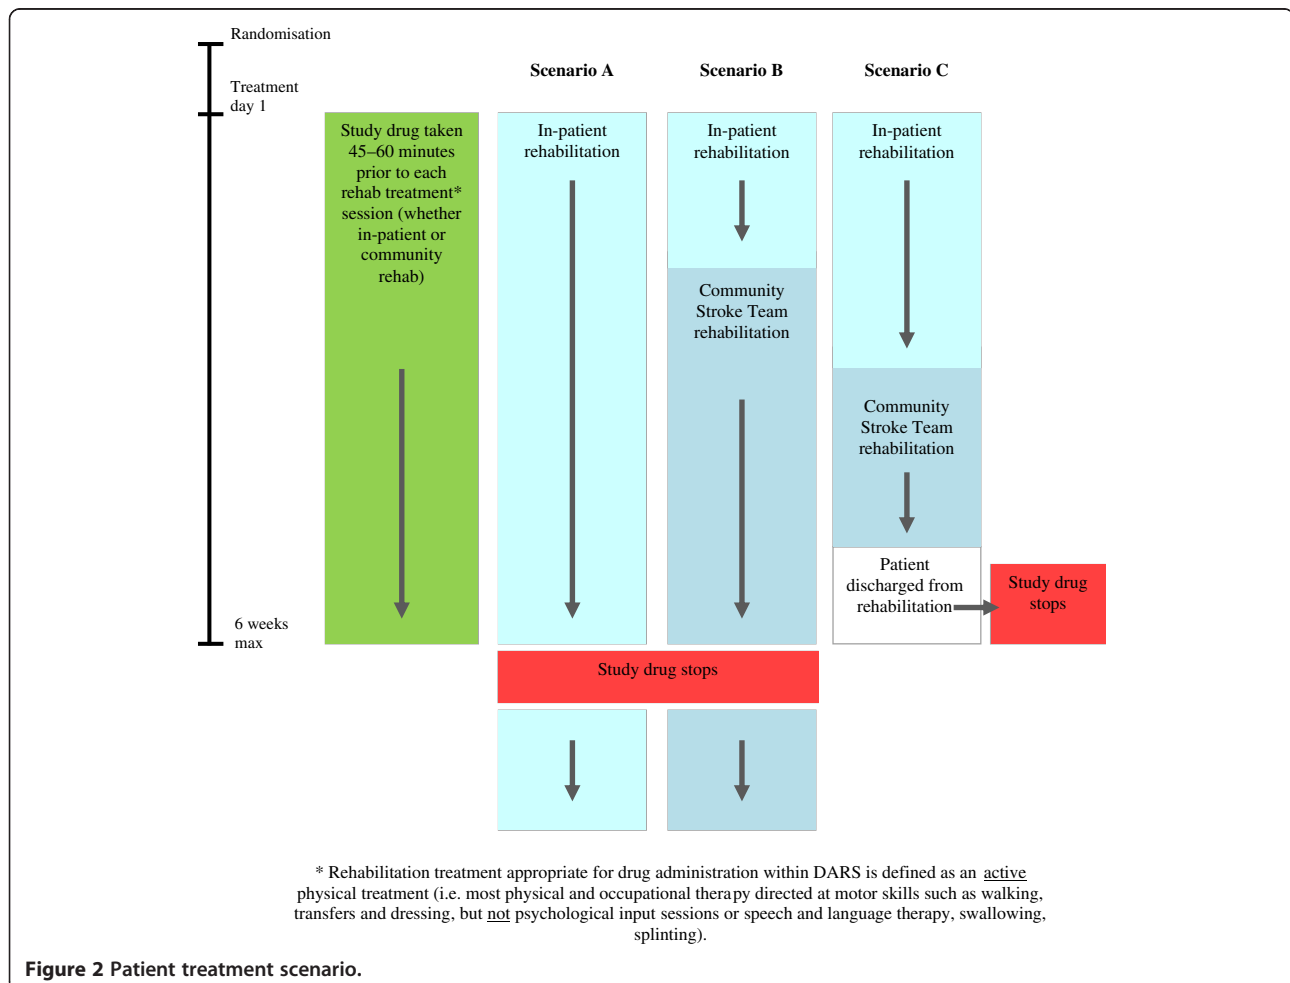 Randomisation
Treatment
day 1
6 weeks
max
Study drug taken
45–60 minutes
prior to each
rehab treatment*
session (whether
in-patient or
community
rehab)
Scenario A
In-patient
rehabilitation
Scenario B
In-patient
rehabilitation
Community
Stroke Team
rehabilitation
Scenario C
In-patient
rehabilitation
Community
Stroke Team
rehabilitation
Patient
discharged from
rehabilitation
Study drug
stops
Study drug stops
* Rehabilitation treatment appropriate for drug administration within DARS is defined as an active
physical treatment (i.e. most physical and occupational therapy directed at motor skills such as walking,
transfers and dressing, but not psychological input sessions or speech and language therapy, swallowing,
splinting).
Figure 2 Patient treatment scenario.